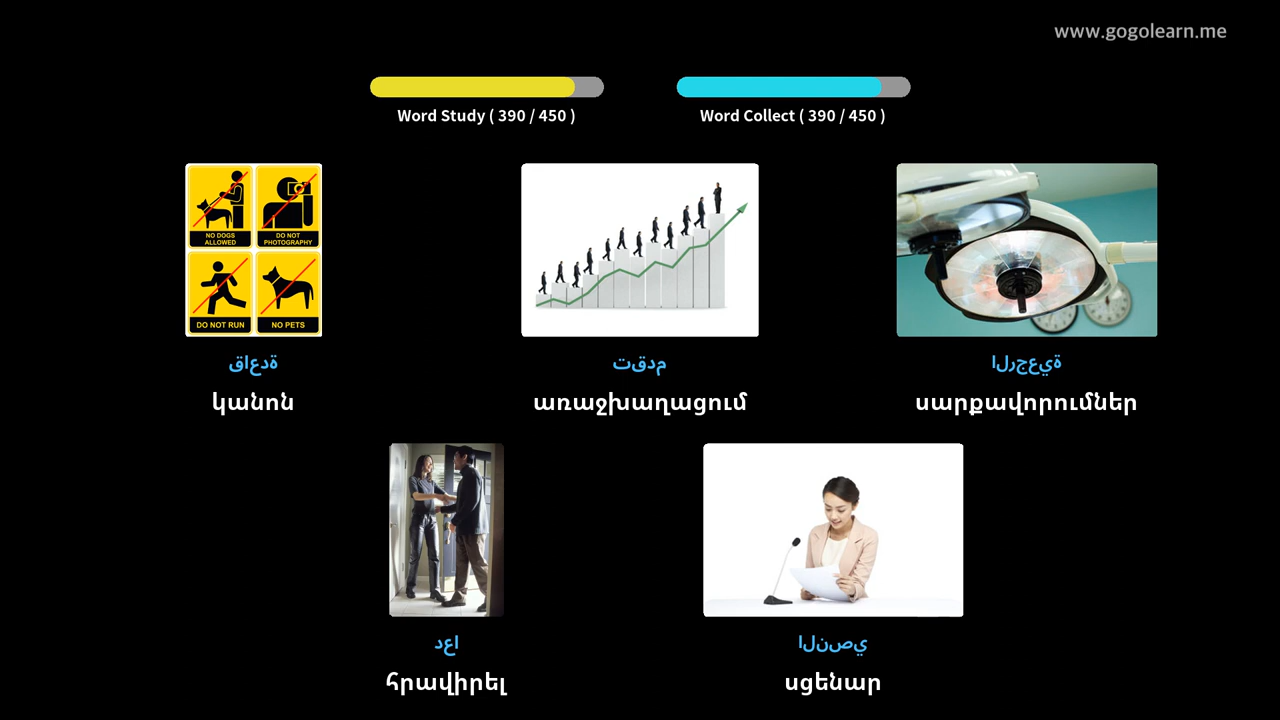 www.gogolearn.me
Word Study ( 390 / 450 )
Word Collect ( 390 / 450 )
NO DOGS ALLOWED
DO NOT PHOTOGRAPHY
DO NOT RUN
NO PETS
قاعدة
تقدم
الرجعية
կանոն
առաջխաղացում
սարքավորումներ
دعا
النصي
հրավիրել
սցենար